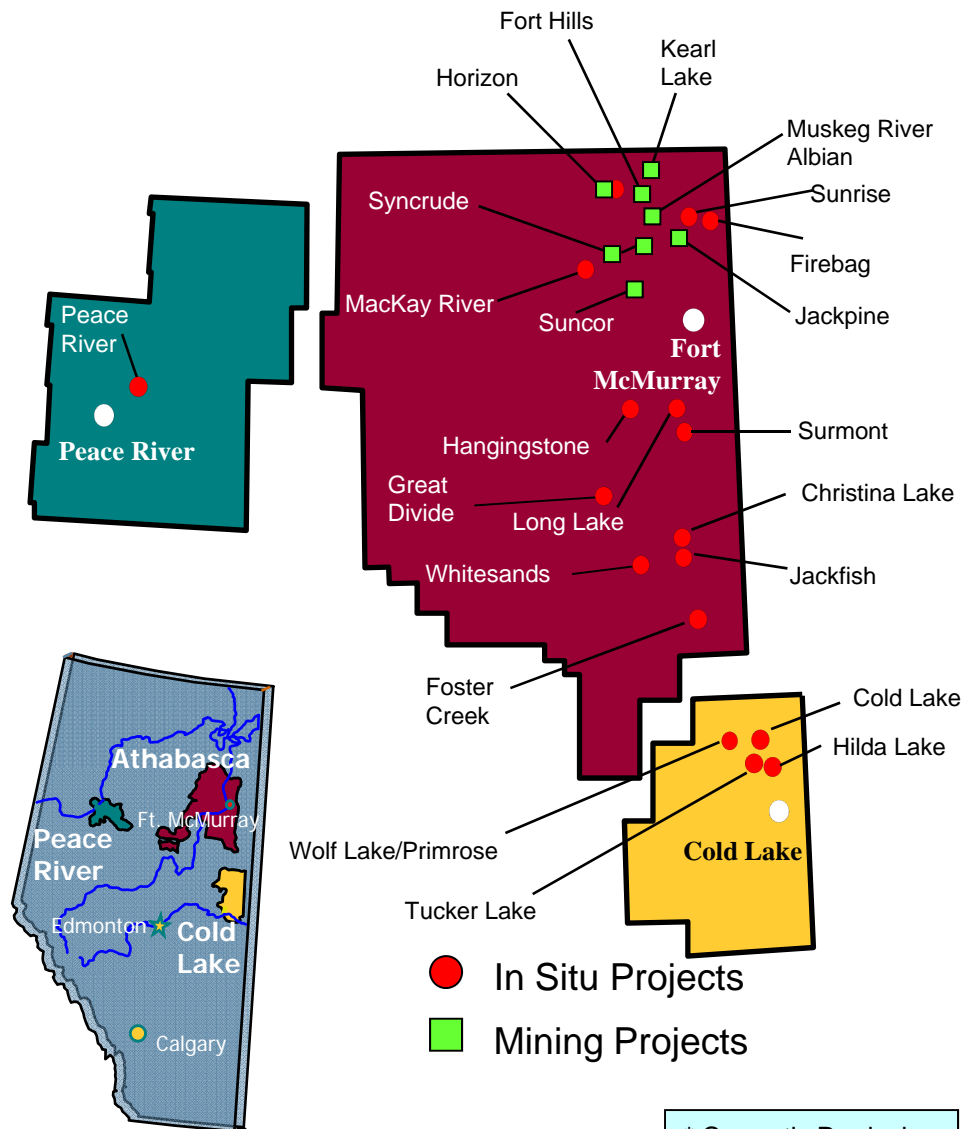 Fort Hills
Kearl
Lake
Horizon
Muskeg River
Albian
Syncrude
Sunrise
Firebag
MacKay River
Suncor
Jackpine
Peace
River
Fort
McMurray
Peace River
Hangingstone
Surmont
Great
Divide
Long Lake
Christina Lake
Whitesands
Jackfish
Foster
Creek
Cold Lake
Hilda Lake
Wolf Lake/Primrose
Cold Lake
Tucker Lake
Athabasca
Ft. McMurray
Peace
River
Edmonton
Cold
Lake
Calgary
In Situ Projects
Mining Projects